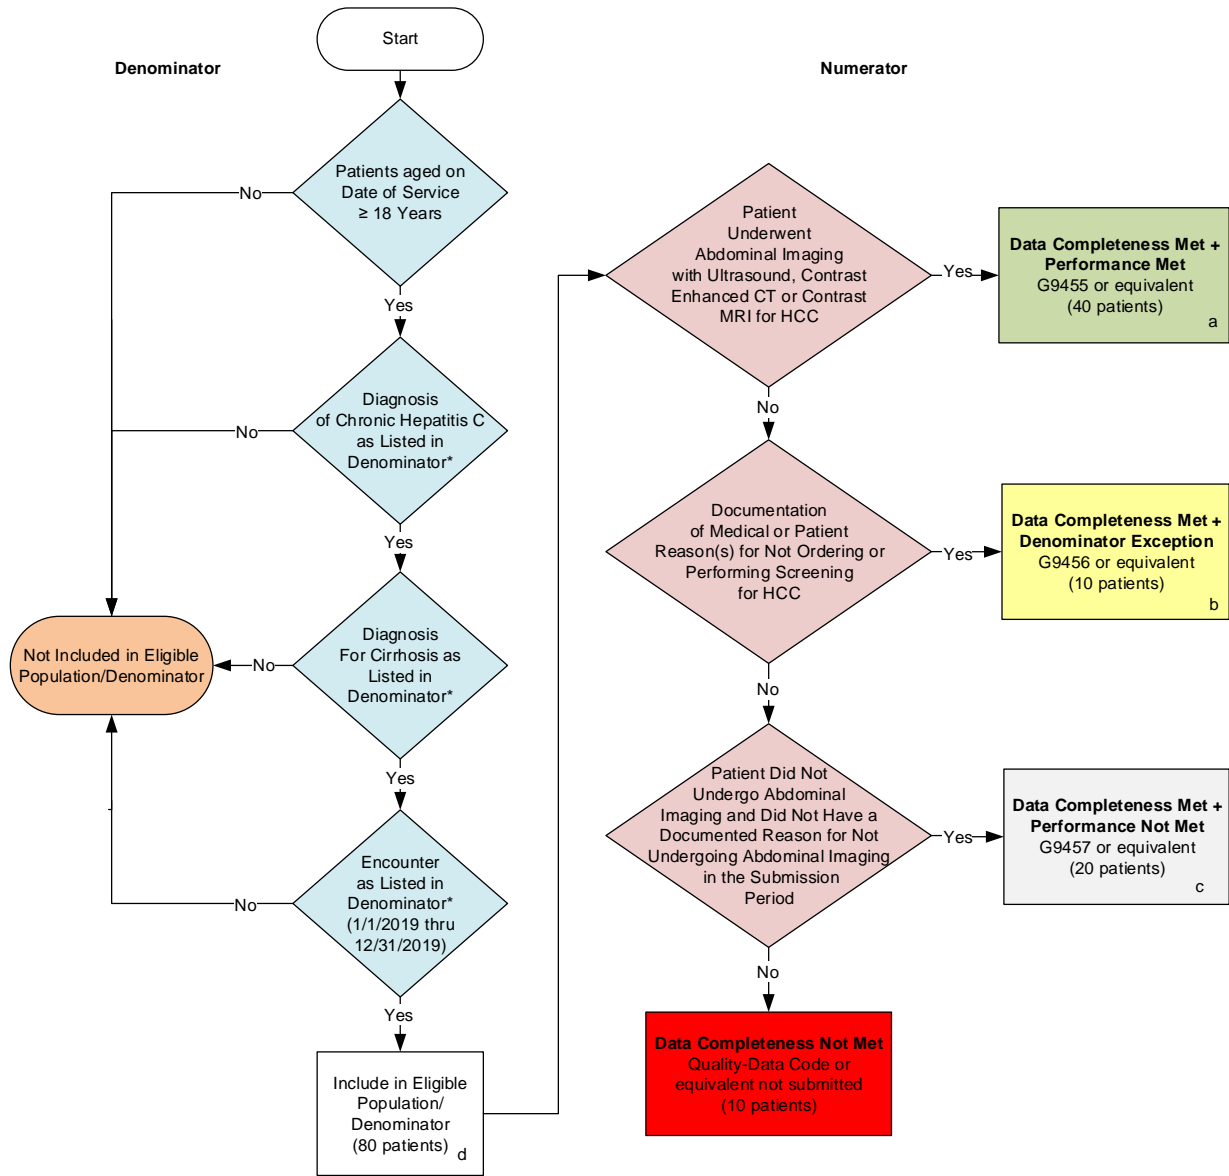 Start
Denominator
Numerator
Patients aged on
Date of Service
≥ 18 Years
No
Yes
Diagnosis
of Chronic Hepatitis C
as Listed in
Denominator*
No
Yes
Diagnosis
For Cirrhosis as
Listed in
Denominator*
No
Not Included in Eligible
Population/Denominator
Yes
Encounter
as Listed in
Denominator*
(1/1/2019 thru
12/31/2019)
No
Yes
Include in Eligible
Population/
Denominator
(80 patients)
d
Patient
Underwent
Abdominal Imaging
with Ultrasound, Contrast
Enhanced CT or Contrast
MRI for HCC
Yes
Data Completeness Met +
Performance Met
G9455 or equivalent
(40 patients)
a
No
Documentation
of Medical or Patient
Reason(s) for Not Ordering or
Performing Screening
for HCC
Yes
Data Completeness Met +
Denominator Exception
G9456 or equivalent
(10 patients)
b
No
Patient Did Not
Undergo Abdominal
Imaging and Did Not Have a
Documented Reason for Not
Undergoing Abdominal Imaging
in the Submission
Period
Yes
Data Completeness Met +
Performance Not Met
G9457 or equivalent
(20 patients)
c
No
Data Completeness Not Met
Quality-Data Code or
equivalent not submitted
(10 patients)